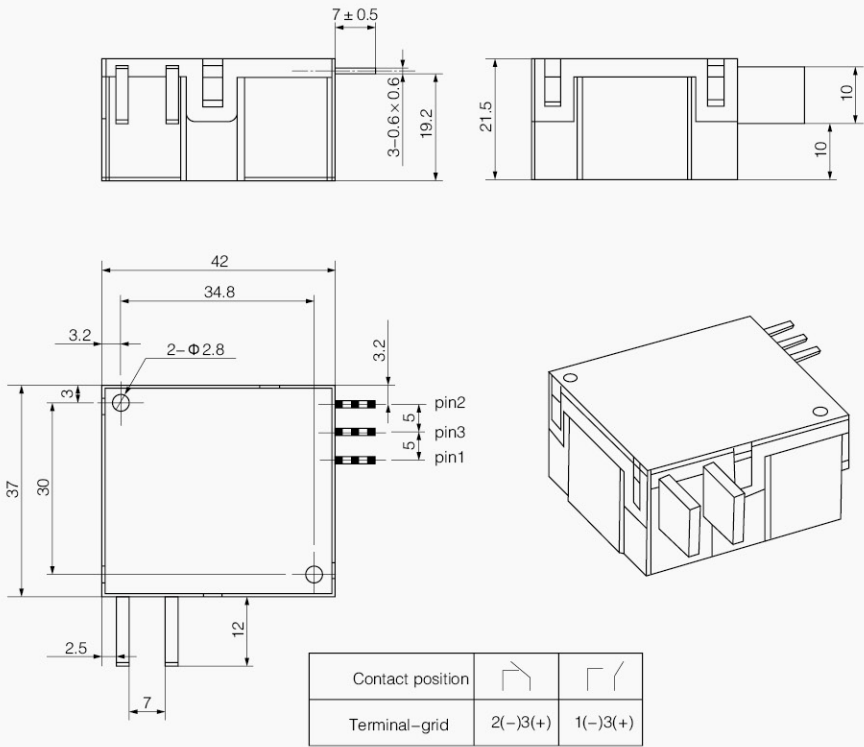 7 ± 0.5
3-0.6×0.6
19.2
21.5
10
10
42
34.8
3.2
2-Φ2.8
3.2
3
pin2
5
pin3
5
pin1
37
30
2.5
12
7
Contact position
Terminal-grid 2(-)3(+) 1(-)3(+)